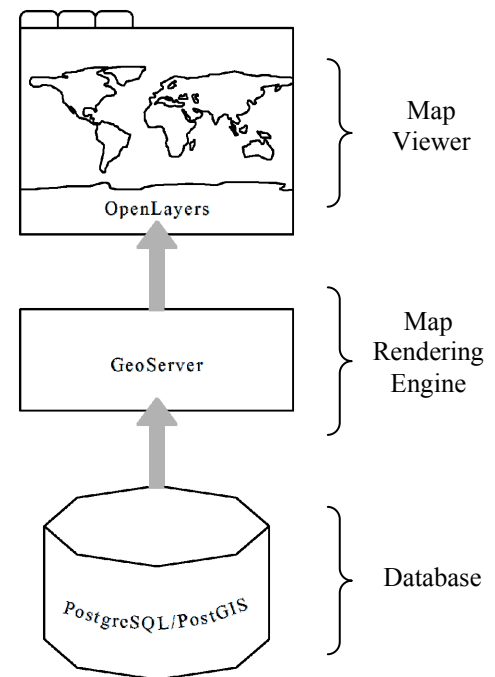 Map
Viewer
OpenLayers
Map
Rendering
Engine
GeoServer
Database
PostgreSQL/PostGIS